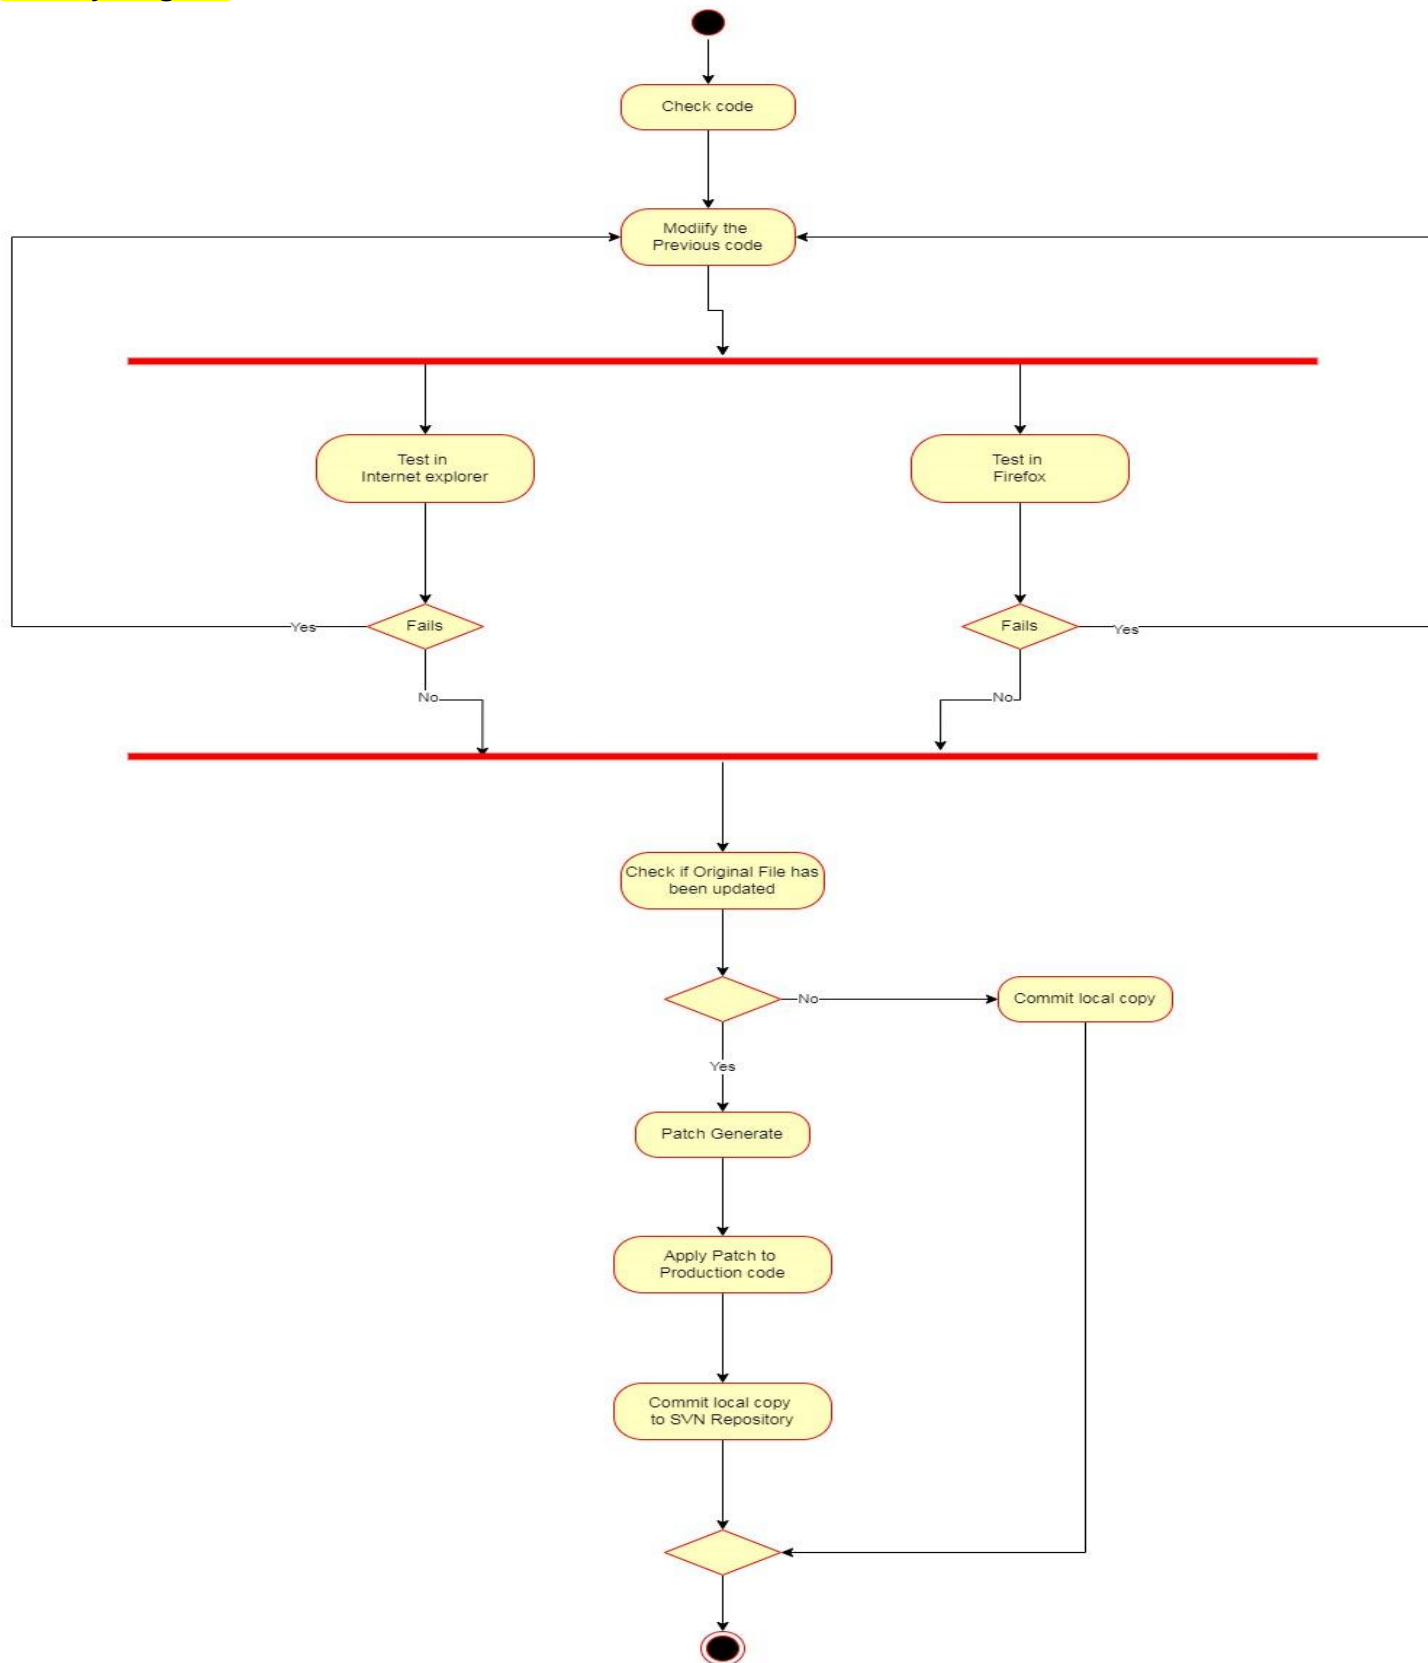 Check code
Modiify the
Previous code
Test in
Internet explorer
Test in
Firefox
Fails
Yes
Fails
Yes
No
No
Check if Original File has
been updated
No
Commit local copy
Yes
Patch Generate
Apply Patch to
Production code
Commit local copy
to SVN Repository